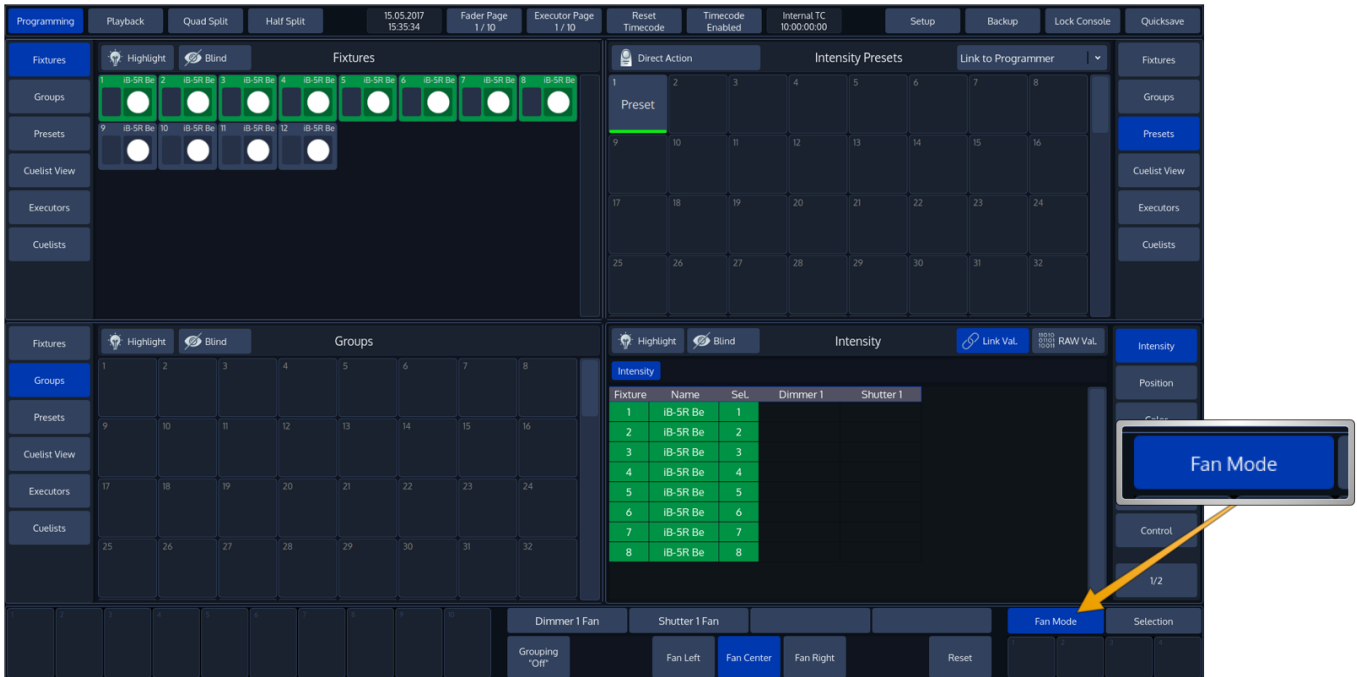 Programming Playback Quad Split Half Split 15.05.2017 15:35:34 Fader Page 1 / 10 Executor Page 1 / 10 Reset Timecode Timecode Enabled Internal TC 10:00:00:00 Setup Backup Lock Console Quicksave
Fixtures
Groups
Presets
Cuelist View
Executors
Cuelists
Highlight Blind Fixtures
1 iB-5R Be 2 iB-5R Be 3 iB-5R Be 4 iB-5R Be 5 iB-5R Be 6 iB-5R Be 7 iB-5R Be 8 iB-5R Be
9 iB-5R Be 10 iB-5R Be 11 iB-5R Be 12 iB-5R Be
Direct Action Intensity Presets Link to Programmer
1 2 3 4 5 6 7 8
Preset
9 10 11 12 13 14 15 16
17 18 19 20 21 22 23 24
25 26 27 28 29 30 31 32
Fixtures
Groups
Presets
Cuelist View
Executors
Cuelists
Fixtures
Groups
Presets
Cuelist View
Executors
Cuelists
Highlight Blind Groups
1 2 3 4 5 6 7 8
9 10 11 12 13 14 15 16
17 18 19 20 21 22 23 24
25 26 27 28 29 30 31 32
Highlight Blind Intensity Link Val. RAW Val.
Intensity
Fixture Name Sel. Dimmer 1 Shutter 1
1 iB-5R Be 1
2 iB-5R Be 2
3 iB-5R Be 3
4 iB-5R Be 4
5 iB-5R Be 5
6 iB-5R Be 6
7 iB-5R Be 7
8 iB-5R Be 8
Intensity
Position
Fan Mode
Control
1/2
Dimmer 1 Fan Shutter 1 Fan Fan Mode Selection
Grouping "Off" Fan Left Fan Center Fan Right Reset